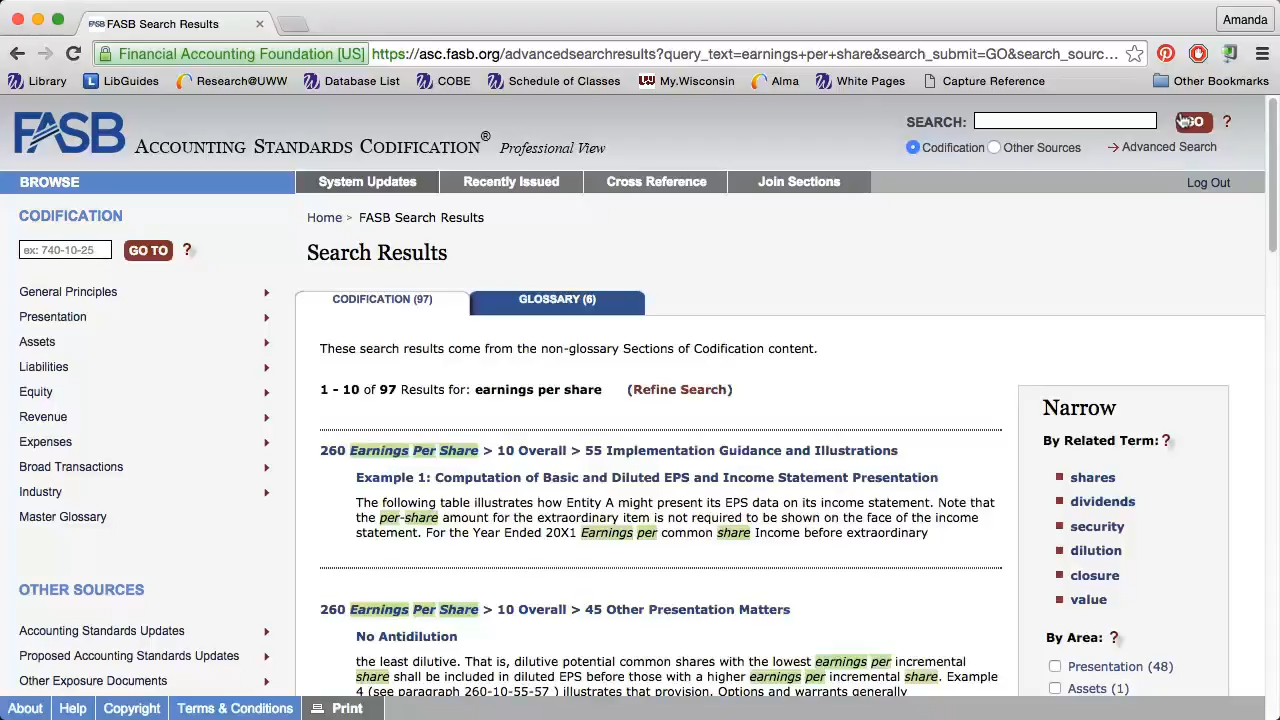 FASB FASB Search Results
Amanda
Financial Accounting Foundation [US] https://asc.fasb.org/advancedsearchresults?query_text=earnings+per+share&search_submit=GO&search_sourc...
Library LibGuides Research@UWW Database List COBE Schedule of Classes My.Wisconsin Alma White Pages Capture Reference Other Bookmarks
FASB ACCOUNTING STANDARDS CODIFICATION® Professional View
SEARCH: GO ?
Codification Other Sources → Advanced Search
BROWSE System Updates Recently Issued Cross Reference Join Sections Log Out
CODIFICATION
ex: 740-10-25 GO TO ?
General Principles
Presentation
Assets
Liabilities
Equity
Revenue
Expenses
Broad Transactions
Industry
Master Glossary
OTHER SOURCES
Accounting Standards Updates
Proposed Accounting Standards Updates
Other Exposure Documents
Home > FASB Search Results
Search Results
CODIFICATION (97) GLOSSARY (6)
These search results come from the non-glossary Sections of Codification content.
1 - 10 of 97 Results for: earnings per share (Refine Search)
260 Earnings Per Share > 10 Overall > 55 Implementation Guidance and Illustrations
Example 1: Computation of Basic and Diluted EPS and Income Statement Presentation
The following table illustrates how Entity A might present its EPS data on its income statement. Note that
the per-share amount for the extraordinary item is not required to be shown on the face of the income
statement. For the Year Ended 20X1 Earnings per common share Income before extraordinary
260 Earnings Per Share > 10 Overall > 45 Other Presentation Matters
No Antidilution
the least dilutive. That is, dilutive potential common shares with the lowest earnings per incremental
share shall be included in diluted EPS before those with a higher earnings per incremental share. Example
4 (see paragraph 260-10-55-57 ) illustrates that provision. Options and warrants generally
Narrow
By Related Term: ?
shares
dividends
security
dilution
closure
value
By Area: ?
Presentation (48)
Assets (1)
About Help Copyright Terms & Conditions Print